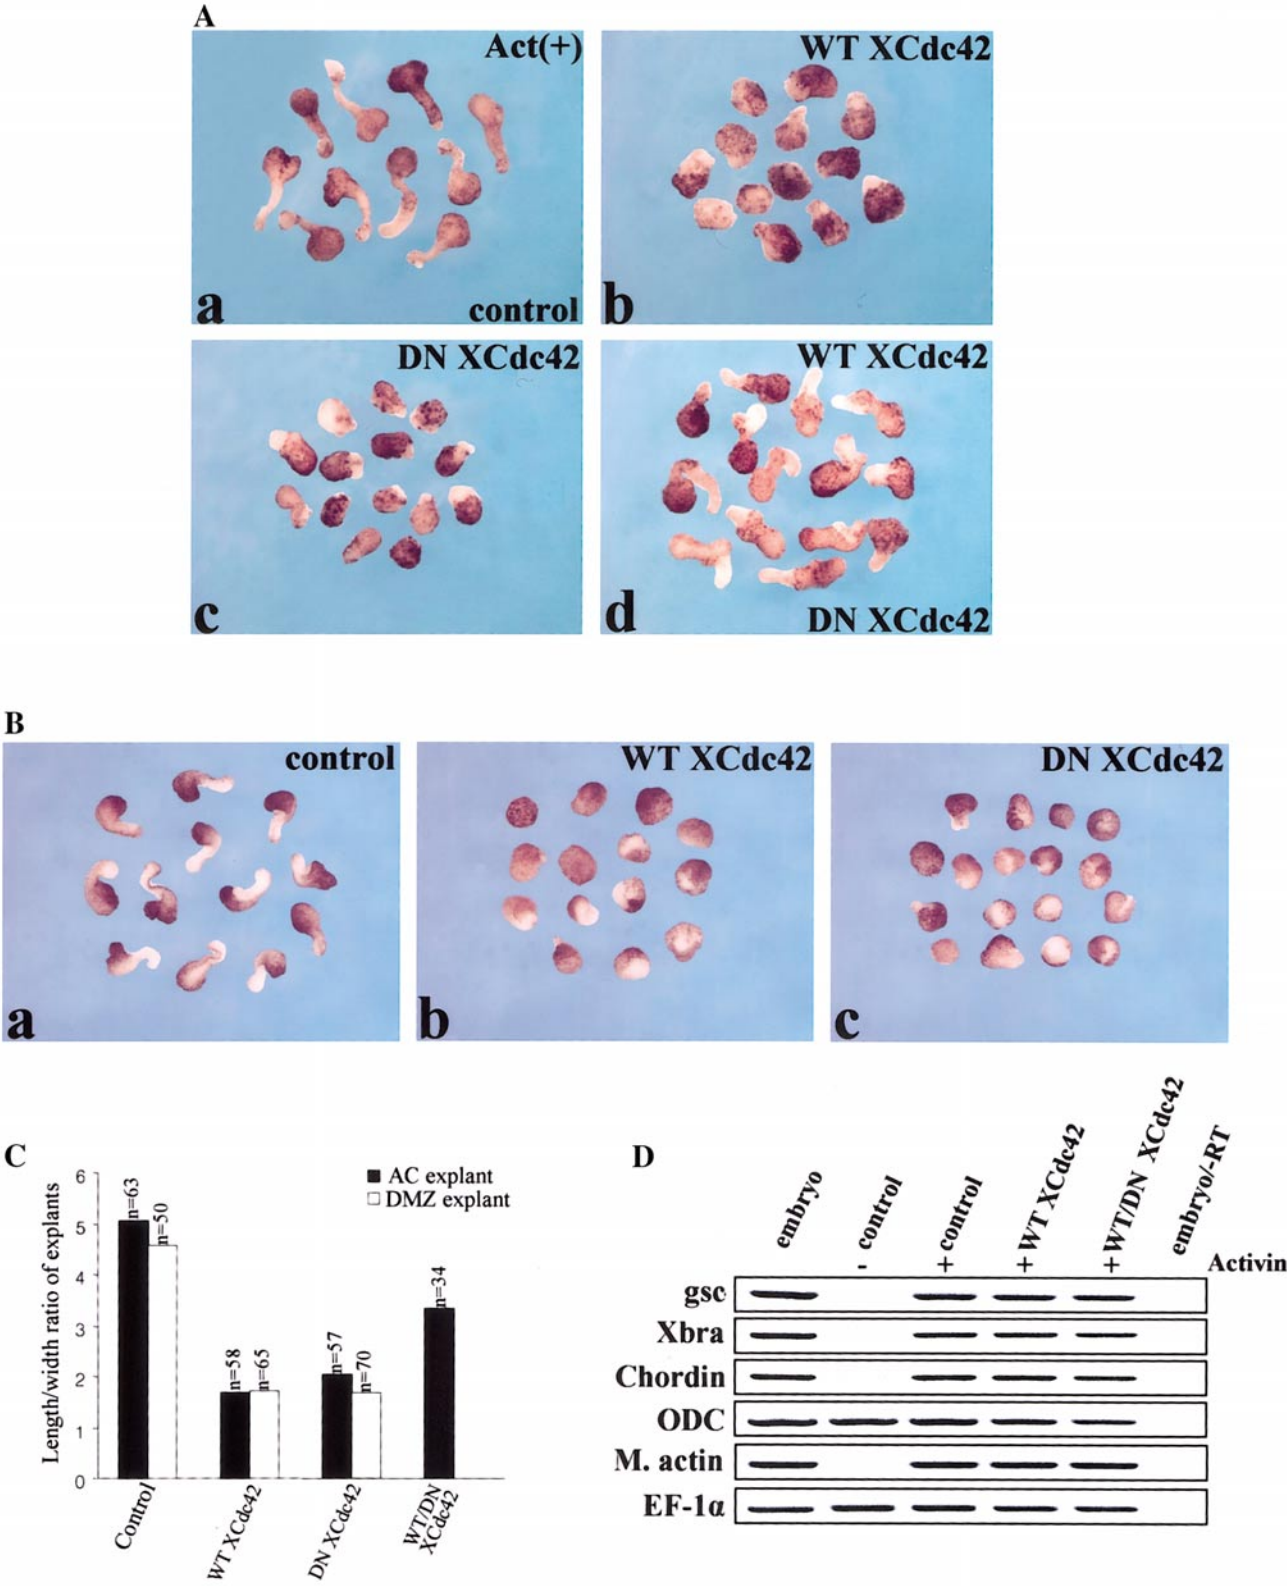 A
Act(+)
a
control
WT XCdc42
b
DN XCdc42
c
WT XCdc42
d
DN XCdc42
B
control
a
WT XCdc42
b
DN XCdc42
c
C
Length/width ratio of explants
6
5
4
3
2
1
0
AC explant
DMZ explant
n=63
n=50
n=58
n=65
n=57
n=70
n=34
Control
WT XCdc42
DN XCdc42
WT/DN
XCdc42
D
embryo
- control
+ control
+ WT XCdc42
+ WT/DN XCdc42
embryo/-RT
Activin
gsc
Xbra
Chordin
ODC
M. actin
EF-1α